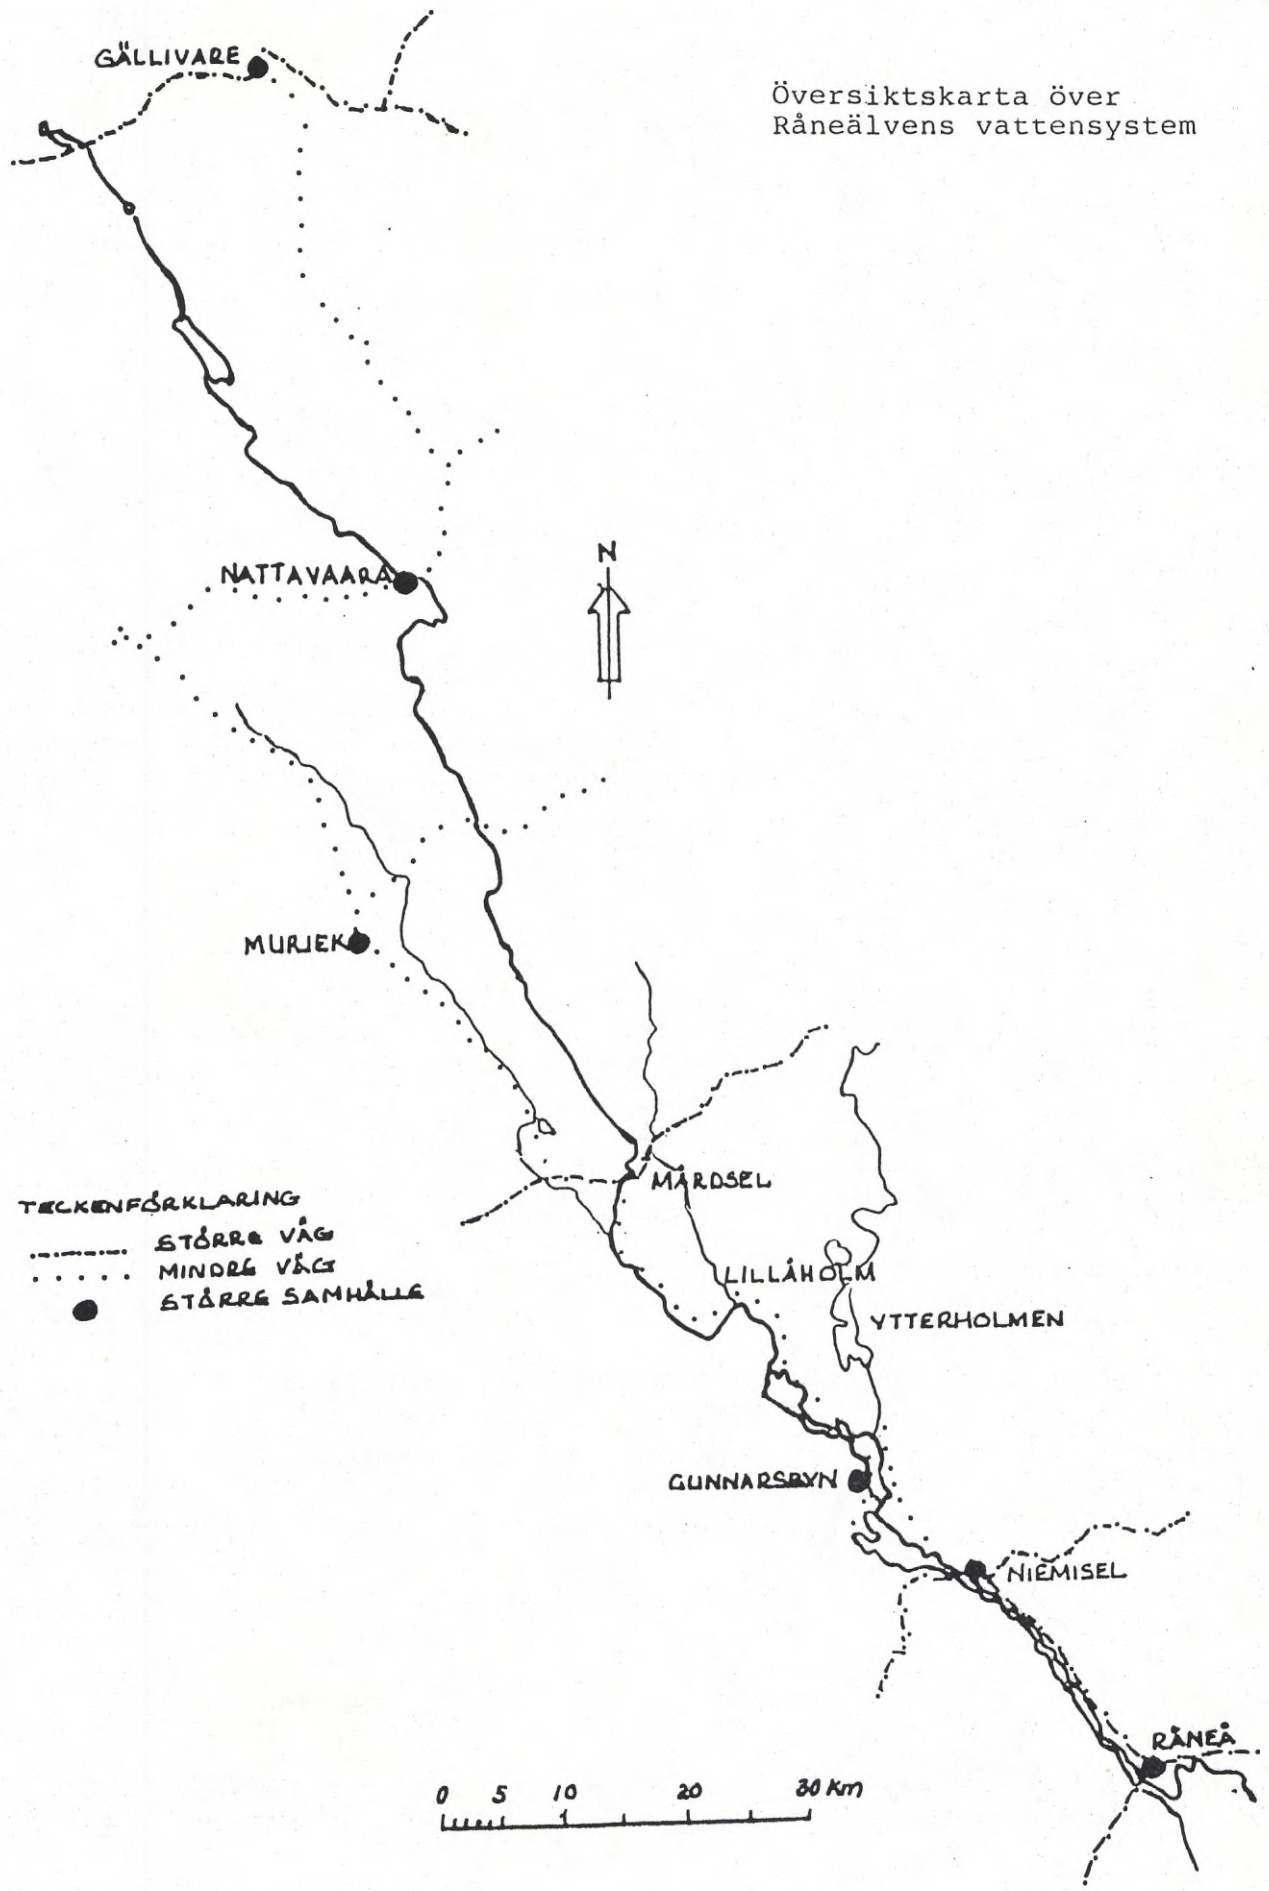 Översiktskarta över
Råneälvens vattensystem
GÄLLIVARE
NATTAVAARA
N
MURJEK
MÅRDSEL
TECKENFÖRKLARING
STÖRRE VÄG
MINDRE VÄG
STÖRRE SAMHÄLLE
LILLÅHOLM
YTTERHOLMEN
GUNNARSBYN
NIEMISEL
RÅNEÅ
0 5 10 20 30 Km